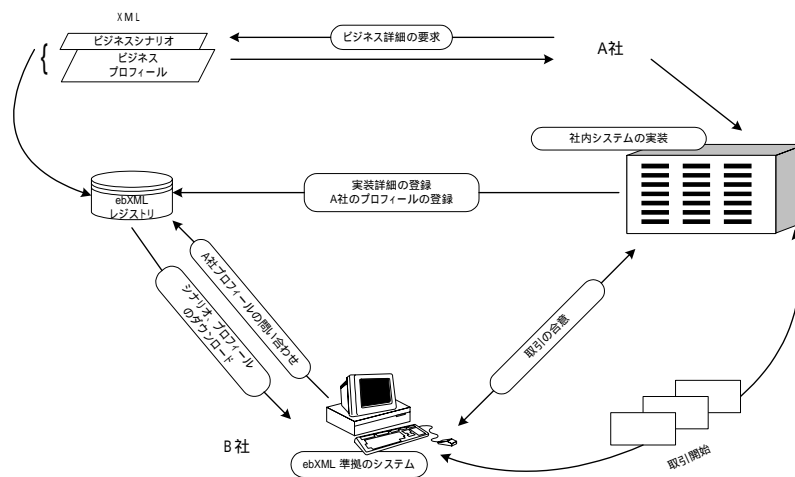 XML
ビジネスシナリオ
ビジネス
プロフィール
ビジネス詳細の要求
A社
社内システムの実装
実装詳細の登録
A社のプロフィールの登録
ebXML
レジストリ
A社プロフィールの問い合わせ
シナリオ、プロフィール
のダウンロード
取引の合意
B社
ebXML 準拠のシステム
取引開始